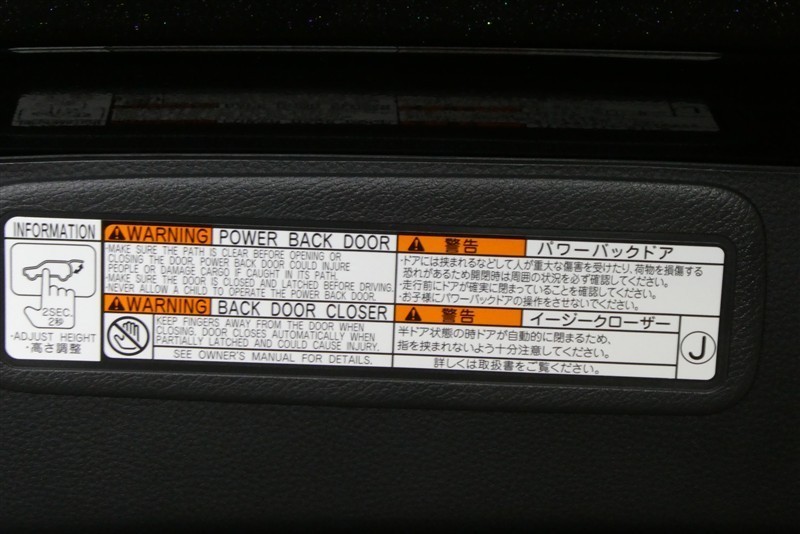 INFORMATION
2SEC.
2秒
·ADJUST HEIGHT
·高さ調整
WARNING POWER BACK DOOR
·MAKE SURE THE PATH IS CLEAR BEFORE OPENING OR
CLOSING THE DOOR. POWER BACK DOOR COULD INJURE
PEOPLE OR DAMAGE CARGO IF CAUGHT IN ITS PATH.
·MAKE SURE THE DOOR IS CLOSED AND LATCHED BEFORE DRIVING.
·NEVER ALLOW A CHILD TO OPERATE THE POWER BACK DOOR.
WARNING BACK DOOR CLOSER
KEEP FINGERS AWAY FROM THE DOOR WHEN
CLOSING. DOOR CLOSES AUTOMATICALLY WHEN
PARTIALLY LATCHED AND COULD CAUSE INJURY.
SEE OWNER'S MANUAL FOR DETAILS.
警告 パワーバックドア
·ドアには挟まれるなどして人が重大な傷害を受けたり、荷物を損傷する
恐れがあるため開閉時は周囲の状況を必ず確認してください。
·走行前にドアが確実に閉まっていることを確認してください。
·お子様にパワーバックドアの操作をさせないでください。
警告 イージークローザー
半ドア状態の時ドアが自動的に閉まるため、
指を挟まれないよう十分注意してください。
詳しくは取扱書をご覧ください。
J